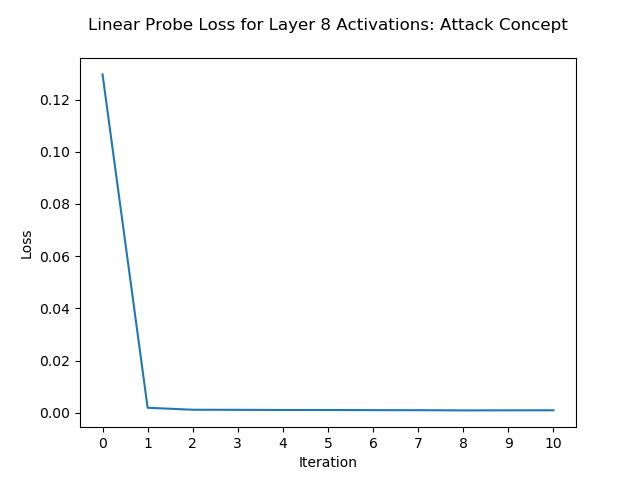 Linear Probe Loss for Layer 8 Activations: Attack Concept
0.12
0.10
0.08
0.06
0.04
0.02
0.00
Loss
0 1 2 3 4 5 6 7 8 9 10
Iteration